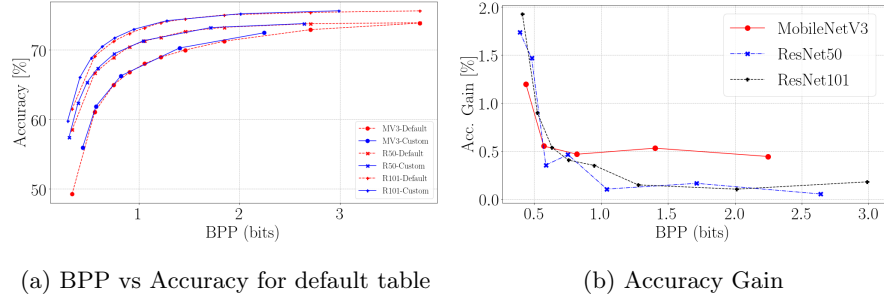 70
60
50
1
2
3
Accuracy [%]
BPP (bits)
MV3-Default
MV3-Custom
R50-Default
R50-Custom
R101-Default
R101-Custom
(a) BPP vs Accuracy for default table
2.0
1.5
1.0
0.5
0.0
0.5
1.0
1.5
2.0
2.5
3.0
Acc. Gain [%]
BPP (bits)
MobileNetV3
ResNet50
ResNet101
(b) Accuracy Gain